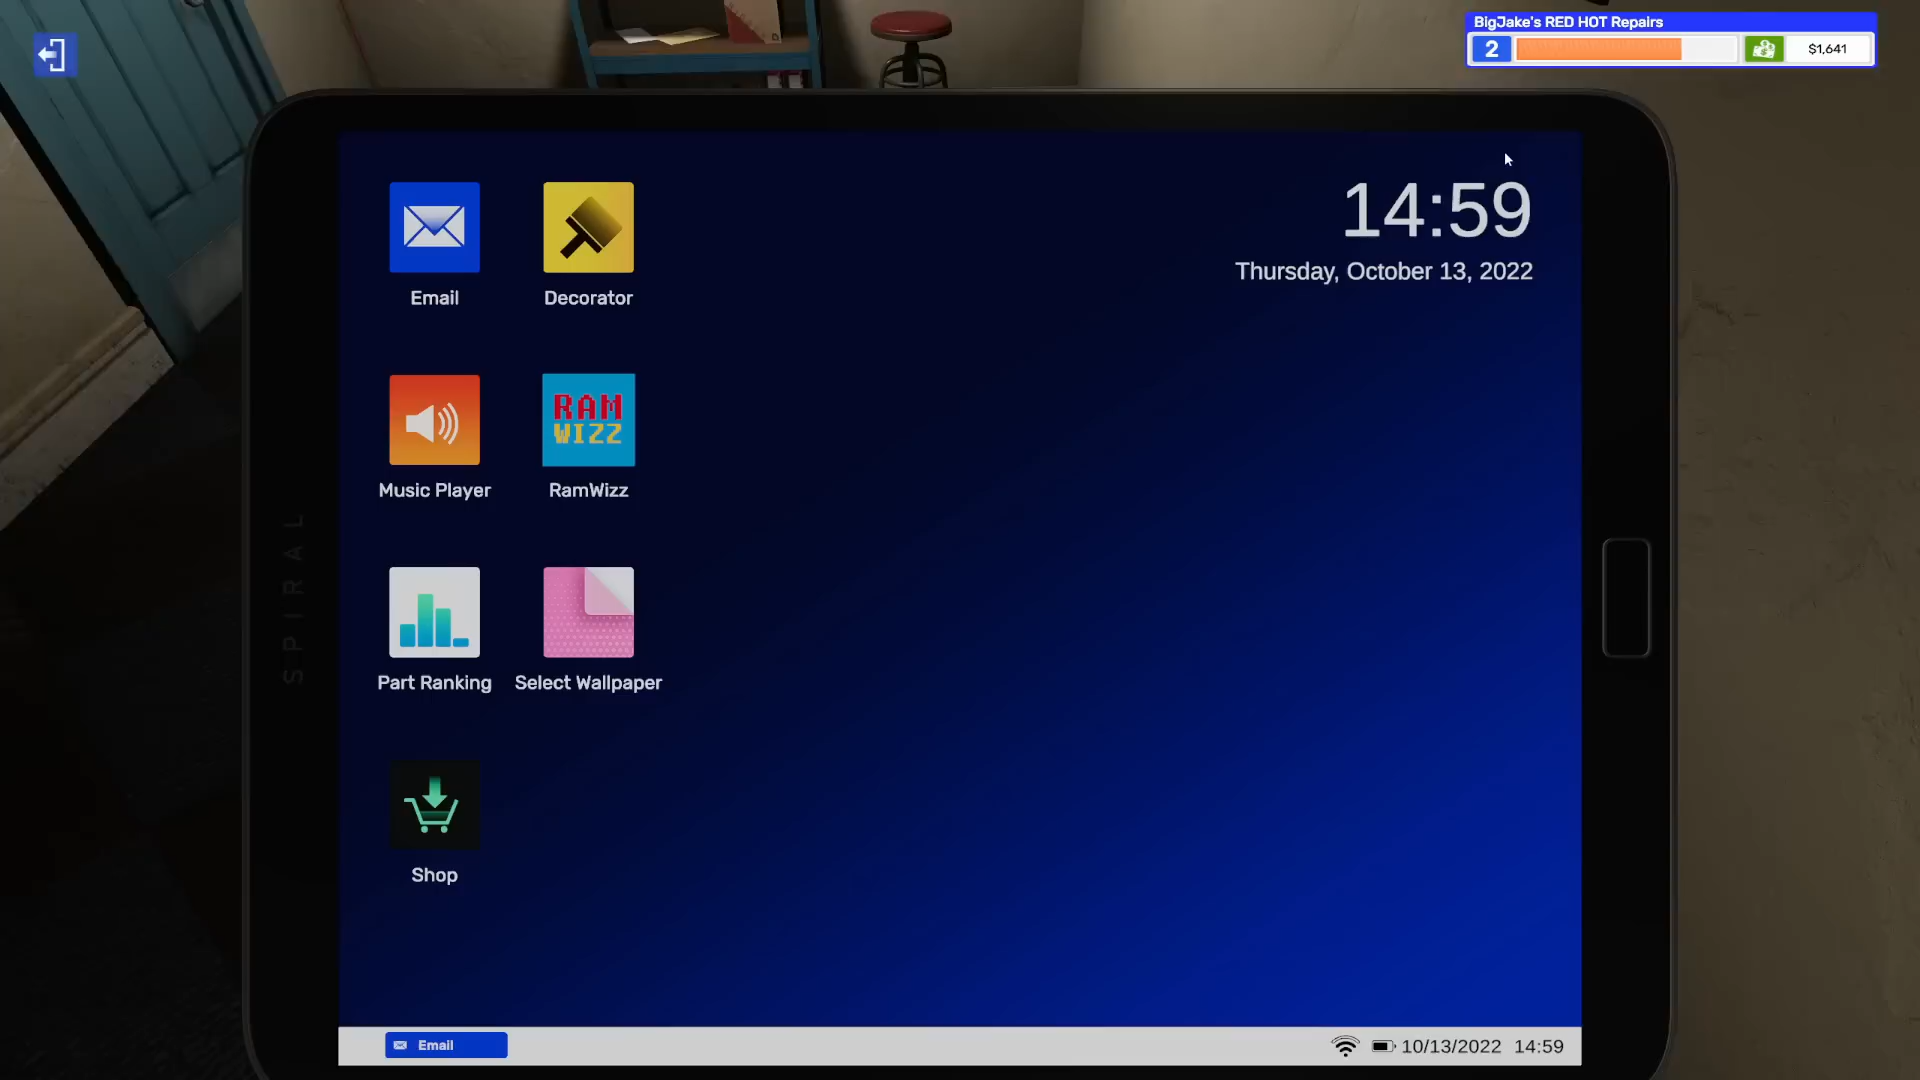 BigJake's RED HOT Repairs
2
$1,641
14:59
Thursday, October 13, 2022
Email
Decorator
RAM
WIZZ
Music Player
RamWizz
Part Ranking
Select Wallpaper
Shop
SPIRAL
Email
10/13/2022 14:59